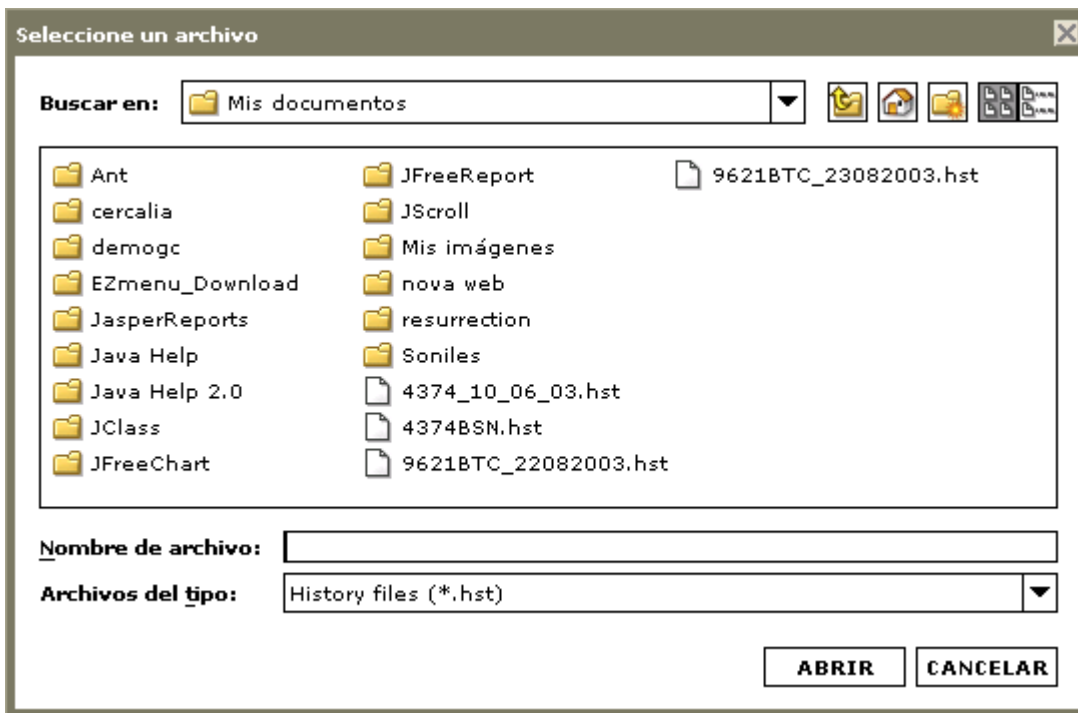 Seleccione un archivo
Buscar en: Mis documentos
Ant
cercalia
demogc
EZmenu_Download
JasperReports
Java Help
Java Help 2.0
JClass
JFreeChart
JFreeReport
JScroll
Mis imágenes
nova web
resurrection
Soniles
4374_10_06_03.hst
4374BSN.hst
9621BTC_22082003.hst
9621BTC_23082003.hst
Nombre de archivo:
Archivos del tipo: History files (*.hst)
ABRIR CANCELAR